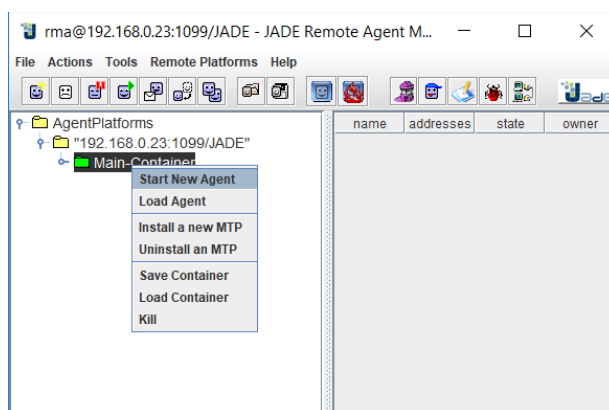 rma@192.168.0.23:1099/JADE - JADE Remote Agent M...
File Actions Tools Remote Platforms Help
Jade
AgentPlatforms
name addresses state owner
"192.168.0.23:1099/JADE"
Main-Container
Start New Agent
Load Agent
Install a new MTP
Uninstall an MTP
Save Container
Load Container
Kill